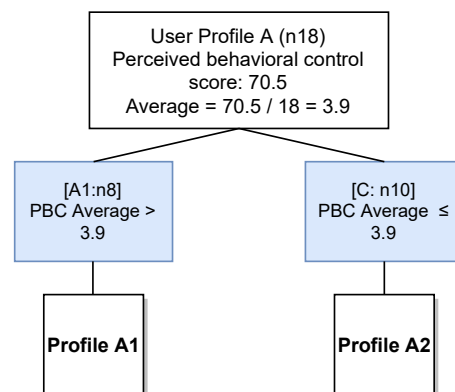 User Profile A (n18)
Perceived behavioral control
score: 70.5
Average = 70.5 / 18 = 3.9
[A1:n8]
PBC Average >
3.9
[C: n10]
PBC Average ≤
3.9
Profile A1
Profile A2